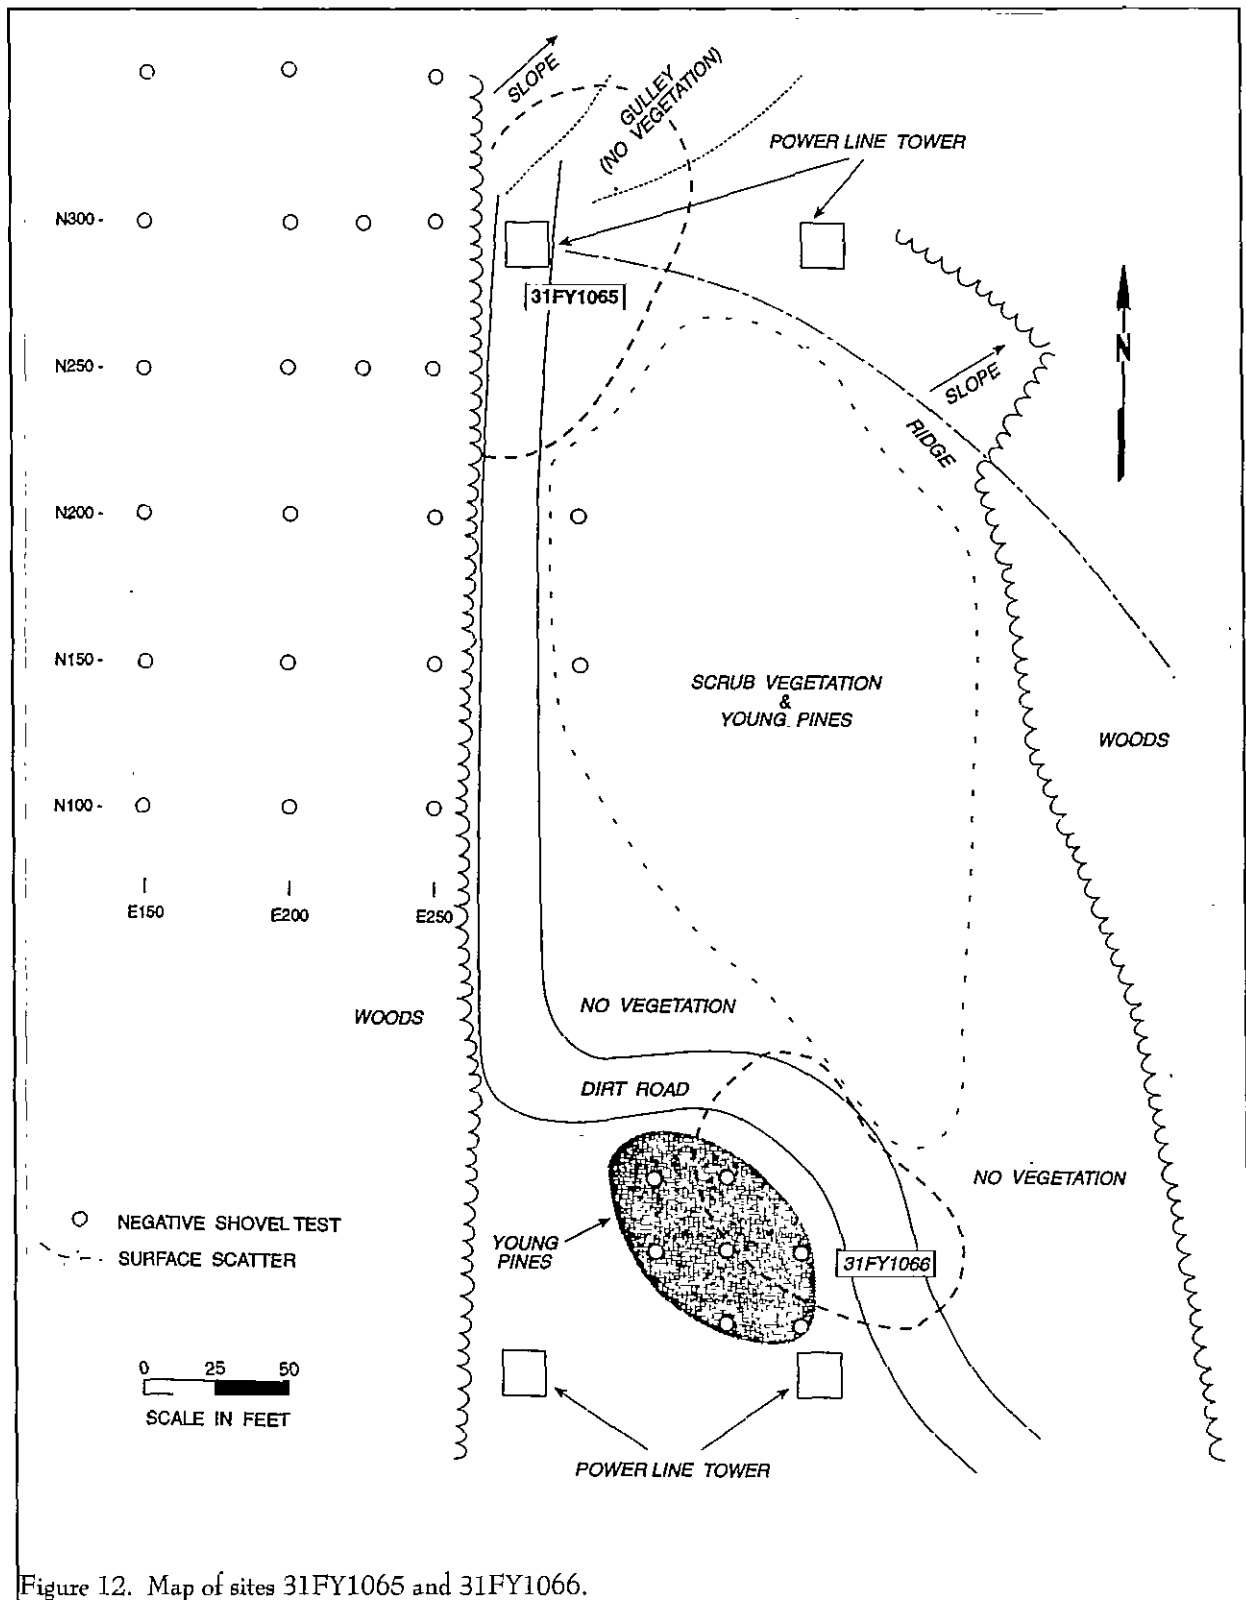 SLOPE
GULLEY
(NO VEGETATION)
POWER LINE TOWER
N300-
31FY1065
N
N250-
SLOPE
RIDGE
N200-
N150-
SCRUB VEGETATION
&
YOUNG PINES
WOODS
N100-
E150
E200
E250
WOODS
NO VEGETATION
DIRT ROAD
NO VEGETATION
NEGATIVE SHOVEL TEST
SURFACE SCATTER
YOUNG
PINES
31FY1066
0 25 50
SCALE IN FEET
POWER LINE TOWER
Figure 12. Map of sites 31FY1065 and 31FY1066.